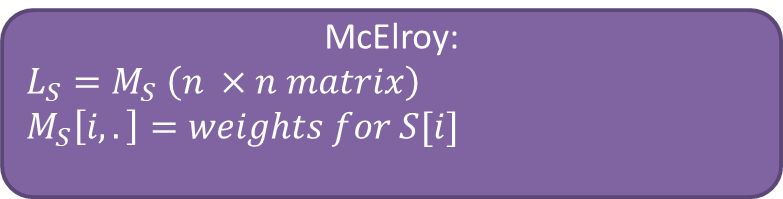 McElroy:
L_S = M_S (n × n matrix)
M_S[i,.] = weights for S[i]